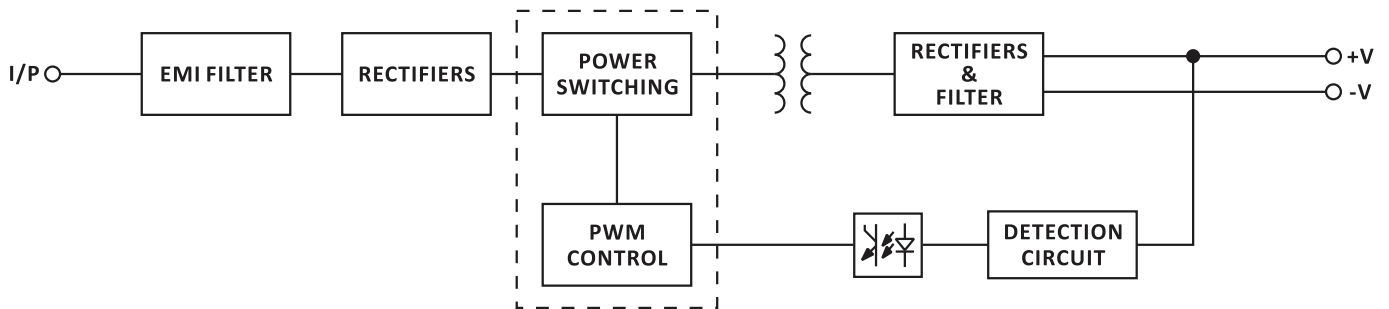 I/P
EMI FILTER
RECTIFIERS
POWER
SWITCHING
RECTIFIERS
&
FILTER
+V
-V
PWM
CONTROL
DETECTION
CIRCUIT